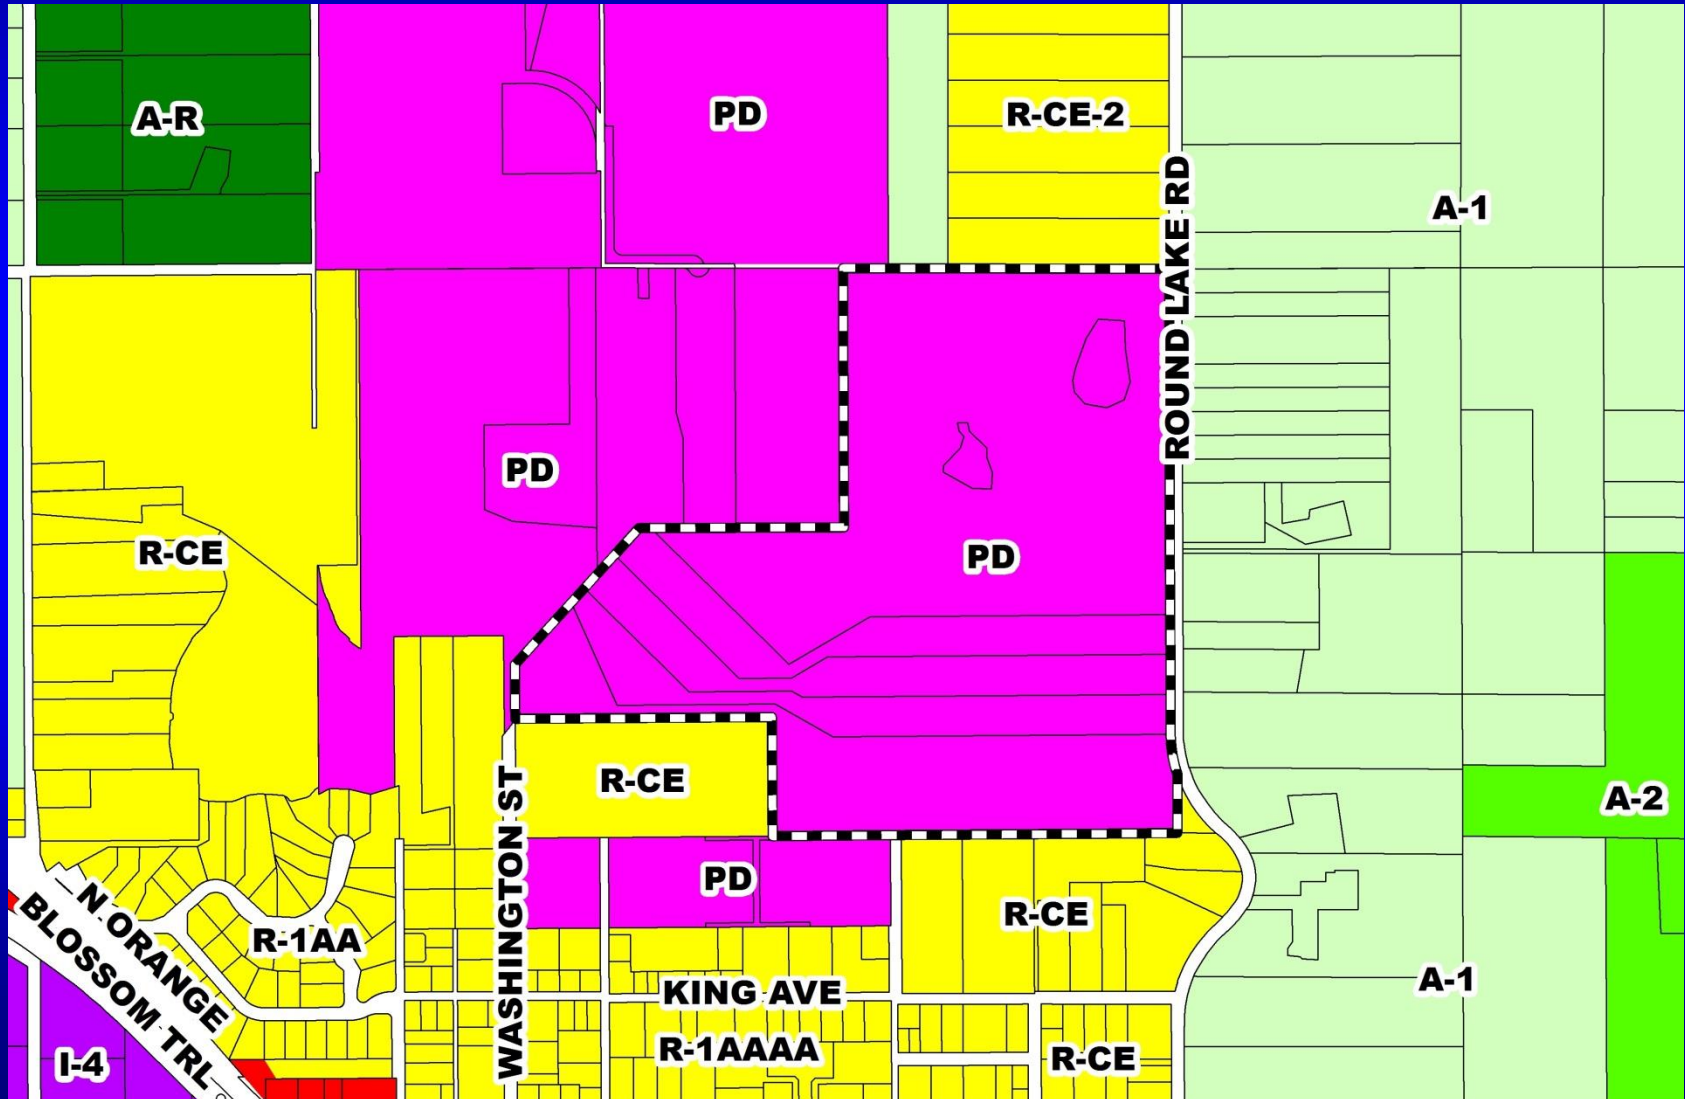 A-R
PD
R-CE-2
A-1
ROUND LAKE RD
PD
R-CE
PD
R-CE
A-2
WASHINGTON ST
PD
R-CE
N ORANGE
BLOSSOM TRL
R-1AA
KING AVE
A-1
R-1AAAA
R-CE
I-4